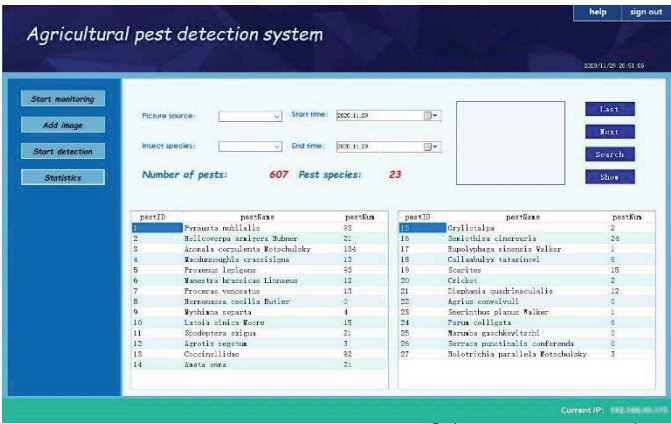 help sign out
Agricultural pest detection system
2020/11/29 20:51:06
Start monitoring
Add image
Start detection
Statistics
Picture source:
Start time: 2020.11.29
Last
Insect species:
End time: 2020.11.29
Next
Search
Number of pests: 607 Pest species: 23
Show
pestID pestName pestNum
1 Pyrausta nubilalis 93
2 Helicoverpa armigera Hubner 21
3 Anomala corpulenta Motschulsky 134
4 Macdunnoughia crassisigna 13
5 Proxenus lepigone 93
6 Mamestra brassicae Linnaeus 12
7 Proceras venosatus 13
8 Hermonassa cecilia Butler 0
9 Mythimna separta 4
10 Latoia sinica Moore 15
11 Spodoptera exigua 21
12 Agrotis segetum 3
13 Coccinellidae 92
14 Amata emma 21
pestID pestName pestNum
15 Gryllotalpa 2
16 Semiothisa cinerearia 24
17 Eupolyphaga sinensis Walker 1
18 Callambulyx tatarinovi 6
19 Scarites 15
20 Cricket 2
21 Diaphania quadrimaculalis 12
22 Agrius convolvuli 0
23 Smerinthus planus Walker 1
24 Parum colligata 6
25 Marumba gaschkevitschi 0
26 Serraca punctinalis conferenda 0
27 Holotrichia parallela Motschulsky 3
Current IP: